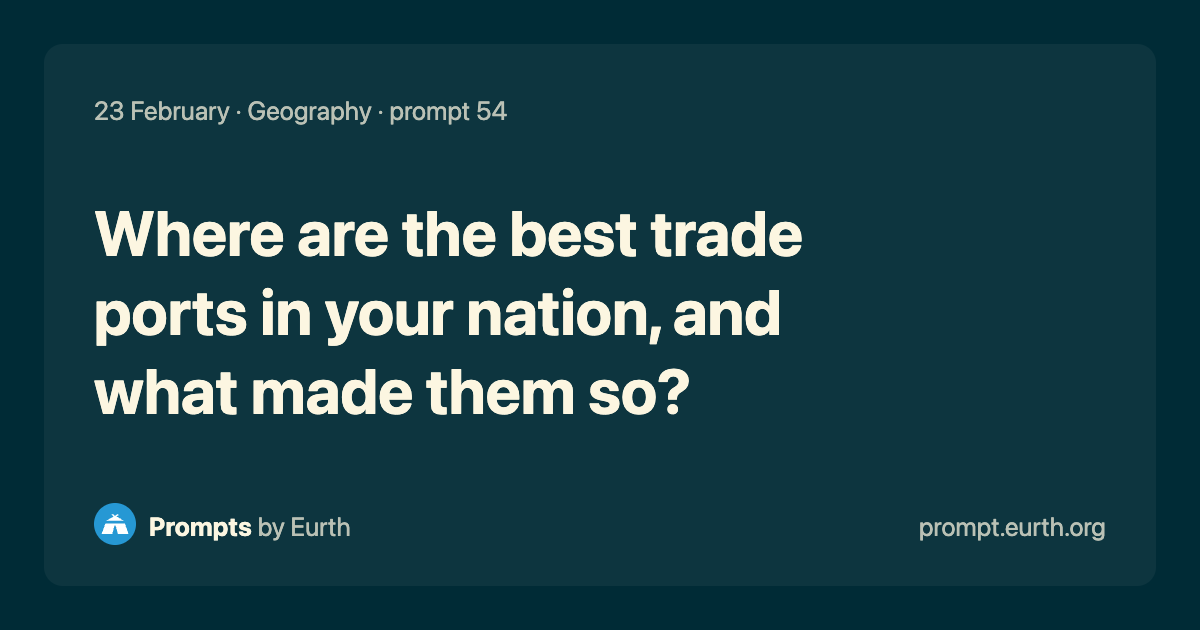 23 February · Geography · prompt 54
Where are the best trade
ports in your nation, and
what made them so?
Prompts by Eurth
prompt.eurth.org